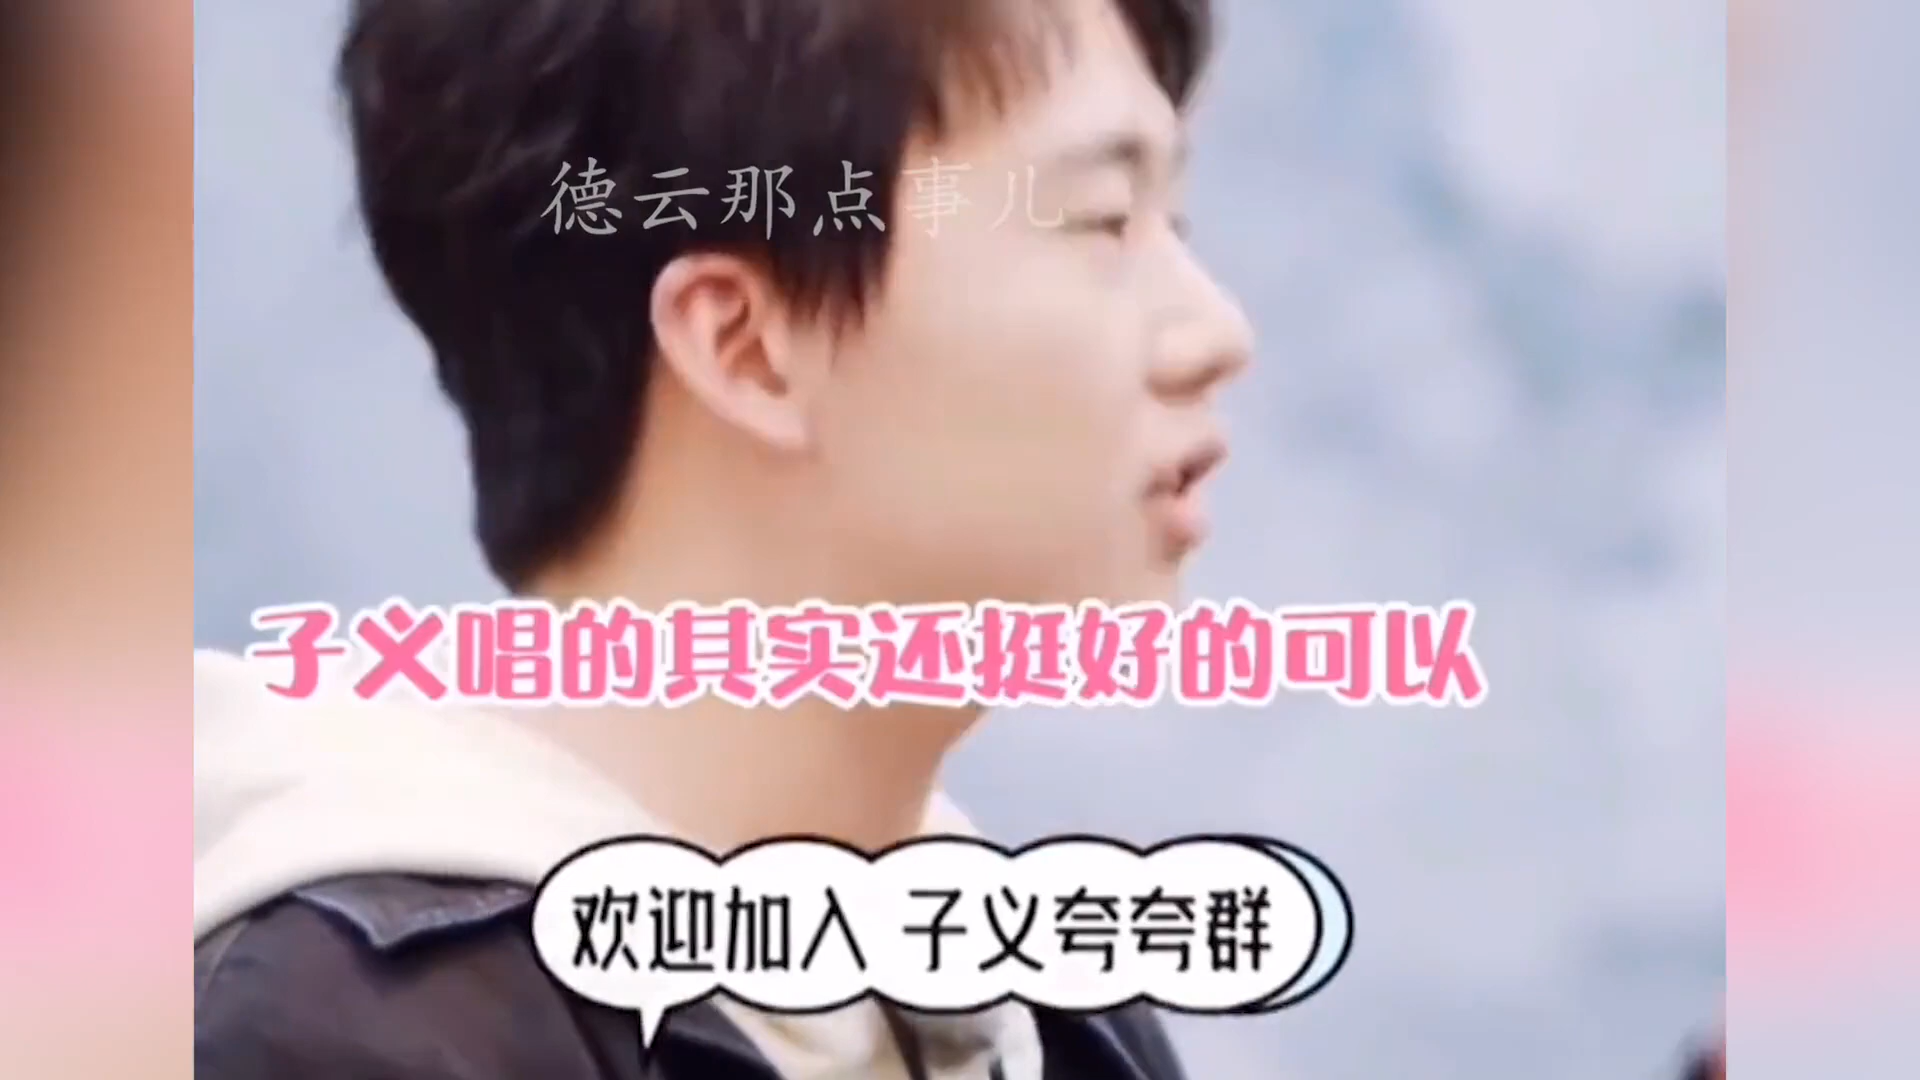 德云那点事儿
子义唱的其实还挺好的可以
欢迎加入 子义夸夸群